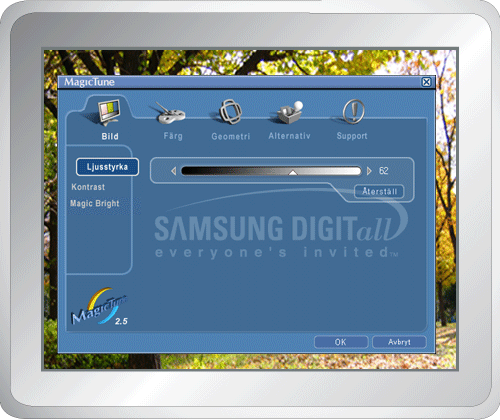 MagicTune
Bild Färg Geometri Alternativ Support
Ljusstyrka
62
Kontrast
Återställ
Magic Bright
SAMSUNG DIGITall
everyone's invited™
MagicTune
2.5
OK Avbryt